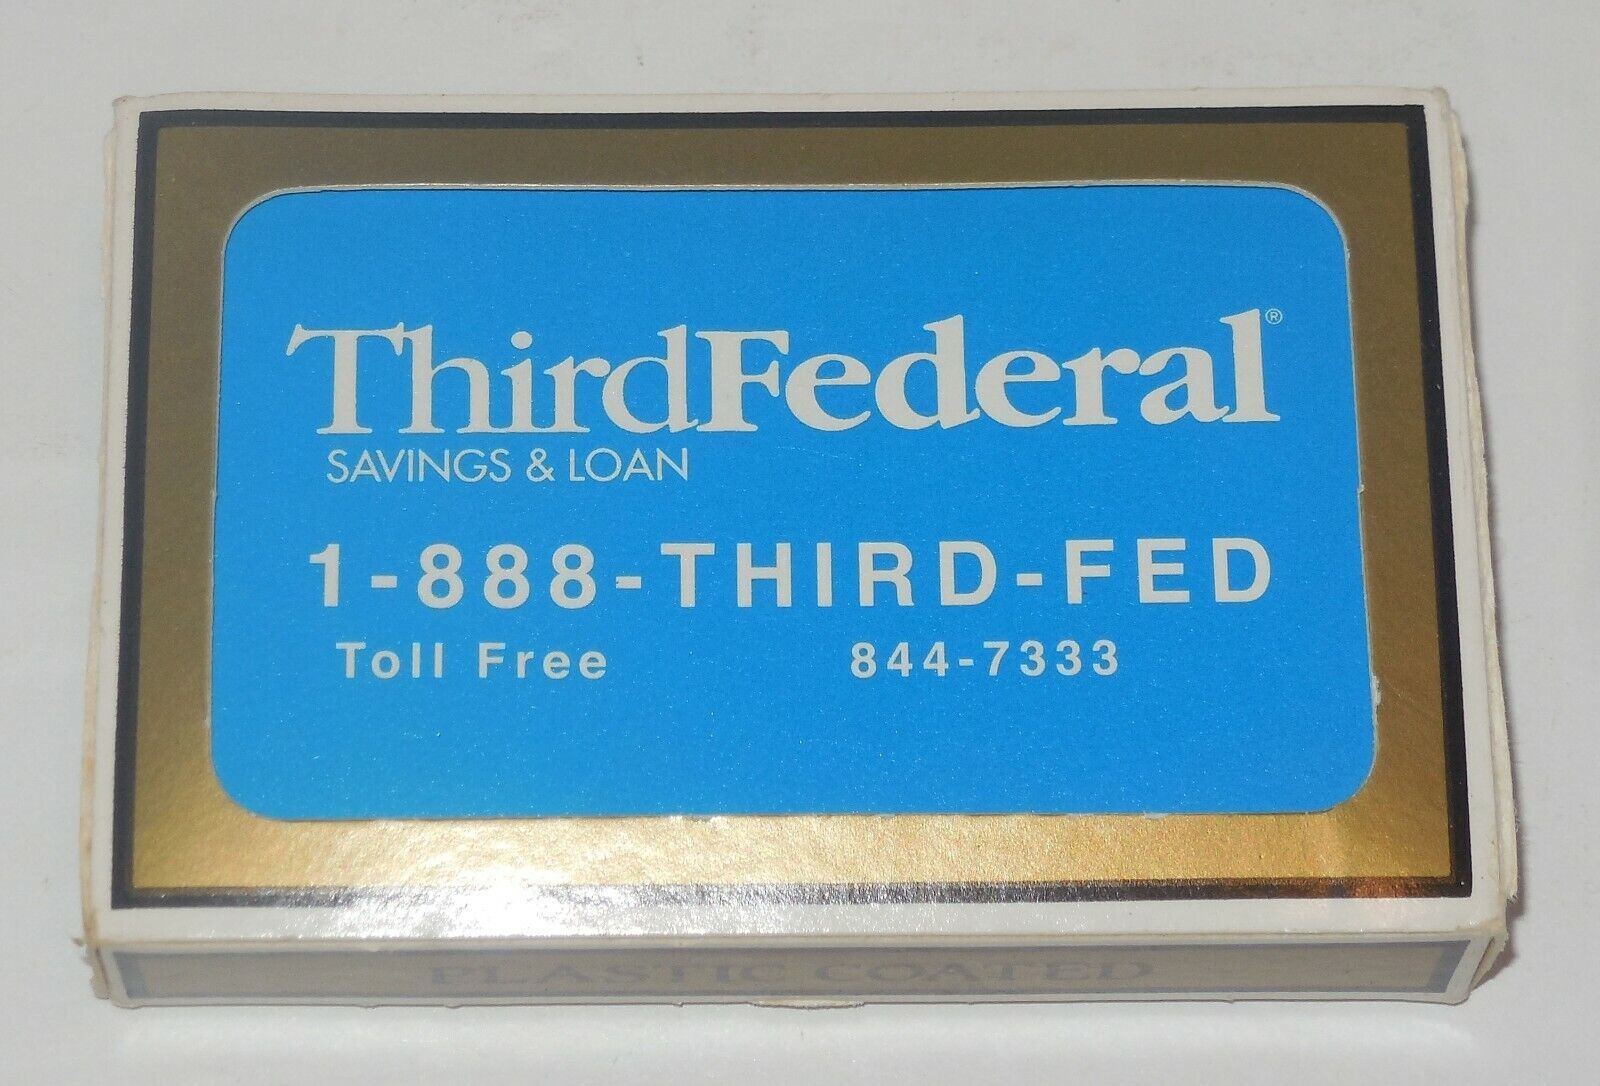 ThirdFederal®
SAVINGS & LOAN
1-888-THIRD-FED
Toll Free 844-7333
PLASTIC COATED